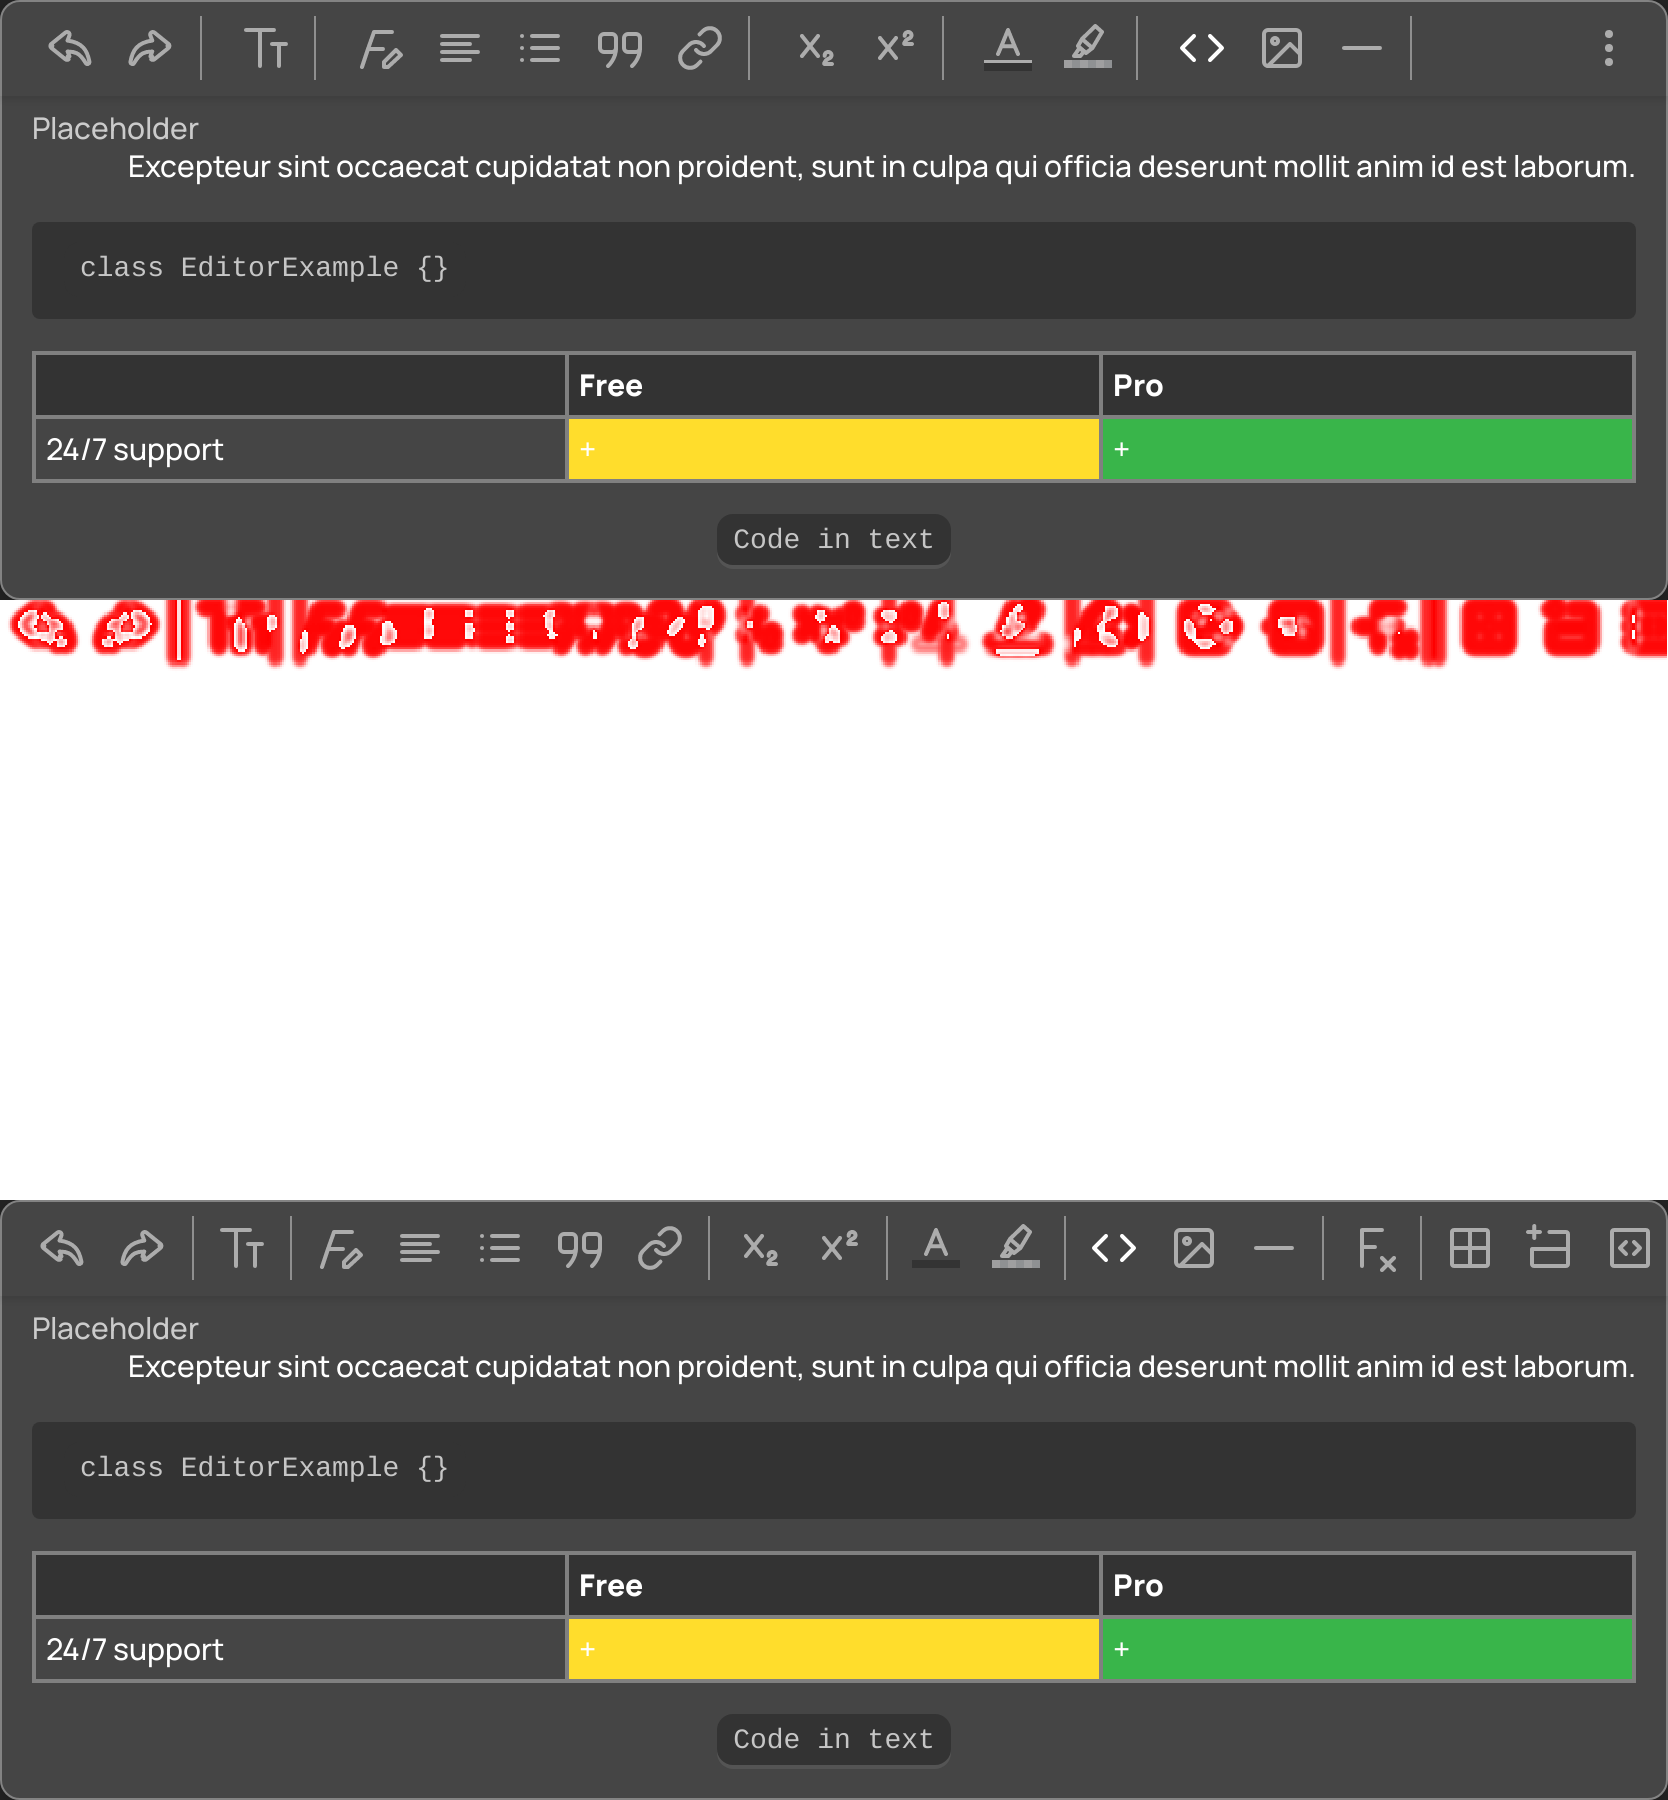 Placeholder
Excepteur sint occaecat cupidatat non proident, sunt in culpa qui officia deserunt mollit anim id est laborum.
class EditorExample {}
Free Pro
24/7 support + +
Code in text
Placeholder
Excepteur sint occaecat cupidatat non proident, sunt in culpa qui officia deserunt mollit anim id est laborum.
class EditorExample {}
Free Pro
24/7 support + +
Code in text